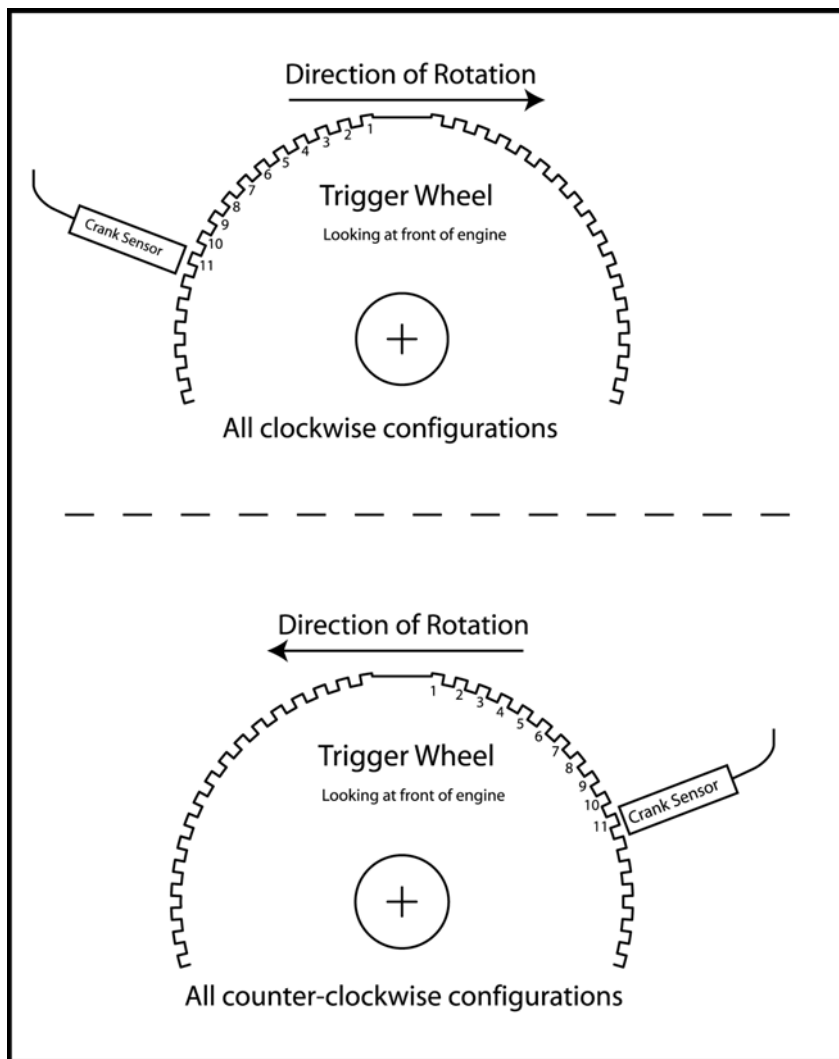 Direction of Rotation
1
2
3
4
5
6
7
8
9
10
11
Trigger Wheel
Looking at front of engine
Crank Sensor
All clockwise configurations
Direction of Rotation
1
2
3
4
5
6
7
8
9
10
11
Trigger Wheel
Looking at front of engine
Crank Sensor
All counter-clockwise configurations